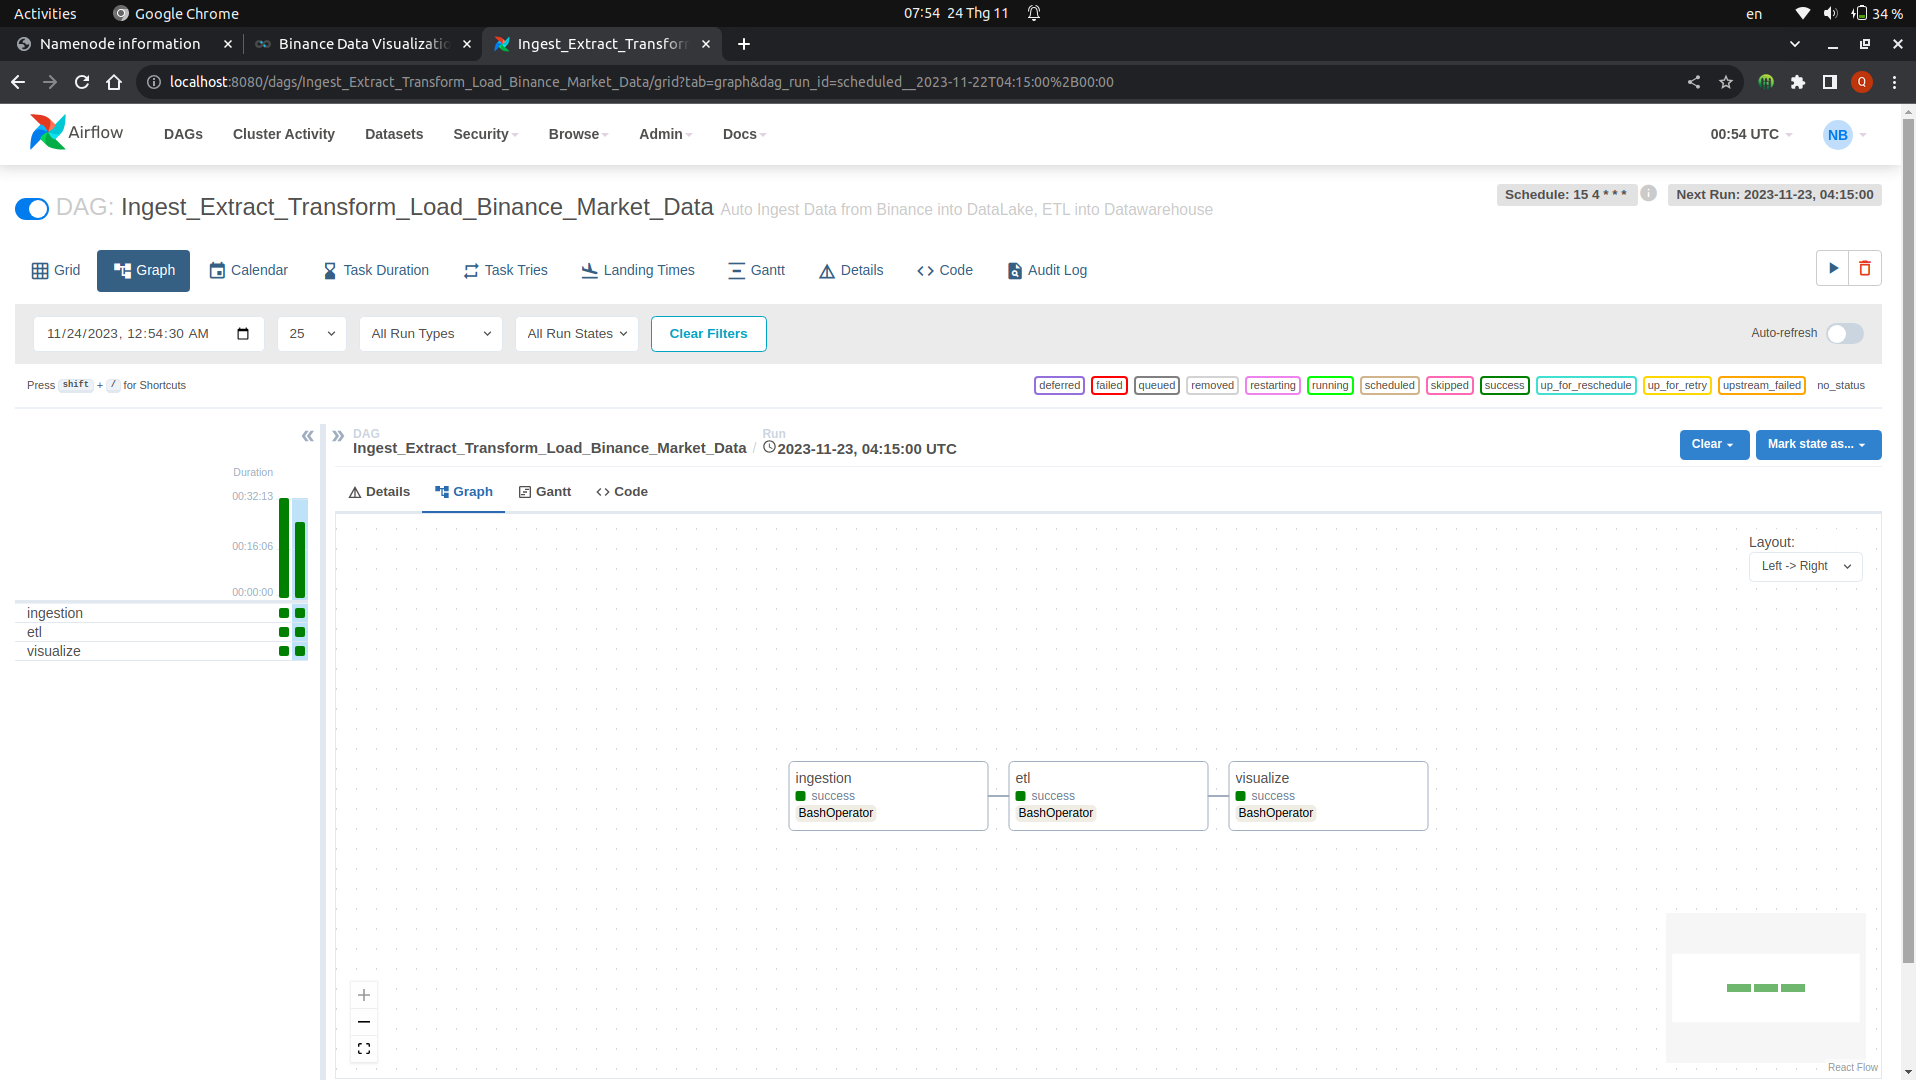 Activities Google Chrome 07:54 24 Thg 11 en 34 %
Namenode information Binance Data Visualizatio Ingest_Extract_Transfor
localhost:8080/dags/Ingest_Extract_Transform_Load_Binance_Market_Data/grid?tab=graph&dag_run_id=scheduled__2023-11-22T04:15:00%2B00:00 Q
Airflow DAGs Cluster Activity Datasets Security Browse Admin Docs 00:54 UTC NB
DAG: Ingest_Extract_Transform_Load_Binance_Market_Data Auto Ingest Data from Binance into DataLake, ETL into Datawarehouse Schedule: 15 4 * * * i Next Run: 2023-11-23, 04:15:00
Grid Graph Calendar Task Duration Task Tries Landing Times Gantt Details Code Audit Log
11/24/2023, 12:54:30 AM 25 All Run Types All Run States Clear Filters Auto-refresh
Press shift + / for Shortcuts deferred failed queued removed restarting running scheduled skipped success up_for_reschedule up_for_retry upstream_failed no_status
DAG Run
Ingest_Extract_Transform_Load_Binance_Market_Data / 2023-11-23, 04:15:00 UTC Clear Mark state as...
Duration
00:32:13
00:16:06
00:00:00
ingestion
etl
visualize
Details Graph Gantt Code
Layout:
Left -> Right
ingestion
success
BashOperator
etl
success
BashOperator
visualize
success
BashOperator
React Flow